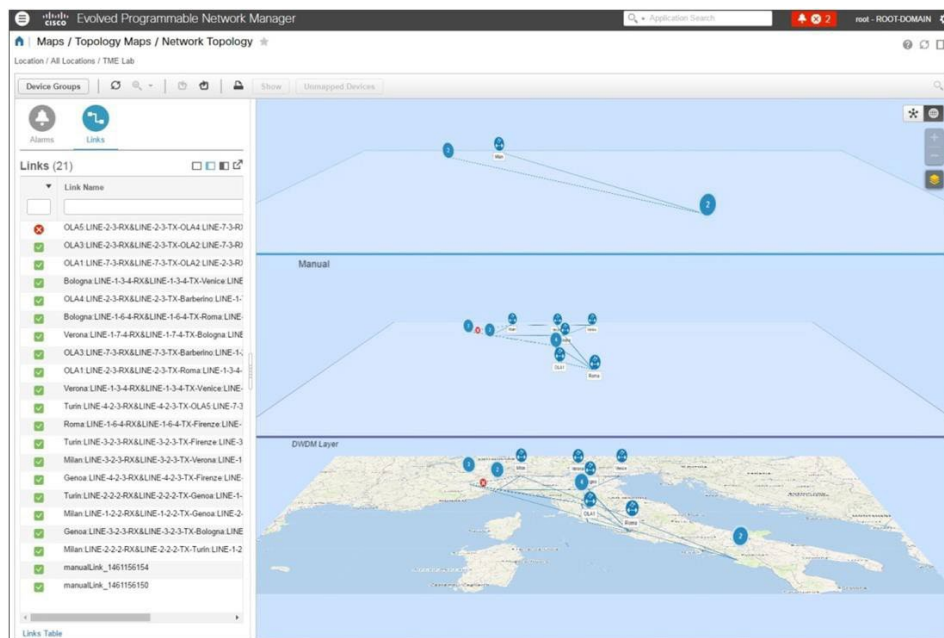 cisco Evolved Programmable Network Manager
Application Search
2
root - ROOT-DOMAIN
Maps / Topology Maps / Network Topology
Location / All Locations / TME Lab
Device Groups
Show
Unmapped Devices
Alarms
Links
Links (21)
Link Name
OLA5:LINE-2-3-RX&LINE-2-3-TX-OLA4:LINE-7-3-RX
OLA3:LINE-2-3-RX&LINE-2-3-TX-OLA2:LINE-7-3-RX
OLA1:LINE-7-3-RX&LINE-7-3-TX-OLA2:LINE-2-3-RX
Bologna:LINE-1-3-4-RX&LINE-1-3-4-TX-Venice:LINE
OLA4:LINE-2-3-RX&LINE-2-3-TX-Barberino:LINE-1-
Bologna:LINE-1-6-4-RX&LINE-1-6-4-TX-Roma:LINE-
Verona:LINE-1-7-4-RX&LINE-1-7-4-TX-Bologna:LINE
OLA3:LINE-7-3-RX&LINE-7-3-TX-Barberino:LINE-1-
OLA1:LINE-2-3-RX&LINE-2-3-TX-Roma:LINE-1-3-4-
Verona:LINE-1-3-4-RX&LINE-1-3-4-TX-Venice:LINE-
Turin:LINE-4-2-3-RX&LINE-4-2-3-TX-OLA5:LINE-7-3
Roma:LINE-1-6-4-RX&LINE-1-6-4-TX-Firenze:LINE-
Turin:LINE-3-2-3-RX&LINE-3-2-3-TX-Firenze:LINE-3
Milan:LINE-3-2-3-RX&LINE-3-2-3-TX-Verona:LINE-1
Genoa:LINE-4-2-3-RX&LINE-4-2-3-TX-Firenze:LINE
Turin:LINE-2-2-2-RX&LINE-2-2-2-TX-Genoa:LINE-1-
Milan:LINE-1-2-2-RX&LINE-1-2-2-TX-Genoa:LINE-2-
Genoa:LINE-3-2-3-RX&LINE-3-2-3-TX-Bologna:LINE
Milan:LINE-2-2-2-RX&LINE-2-2-2-TX-Turin:LINE-1-2
manualLink_1461156154
manualLink_1461156150
Links Table
2
Manual
OLA1
Roma
DWDM Layer
2
4
OLA1
Roma
2